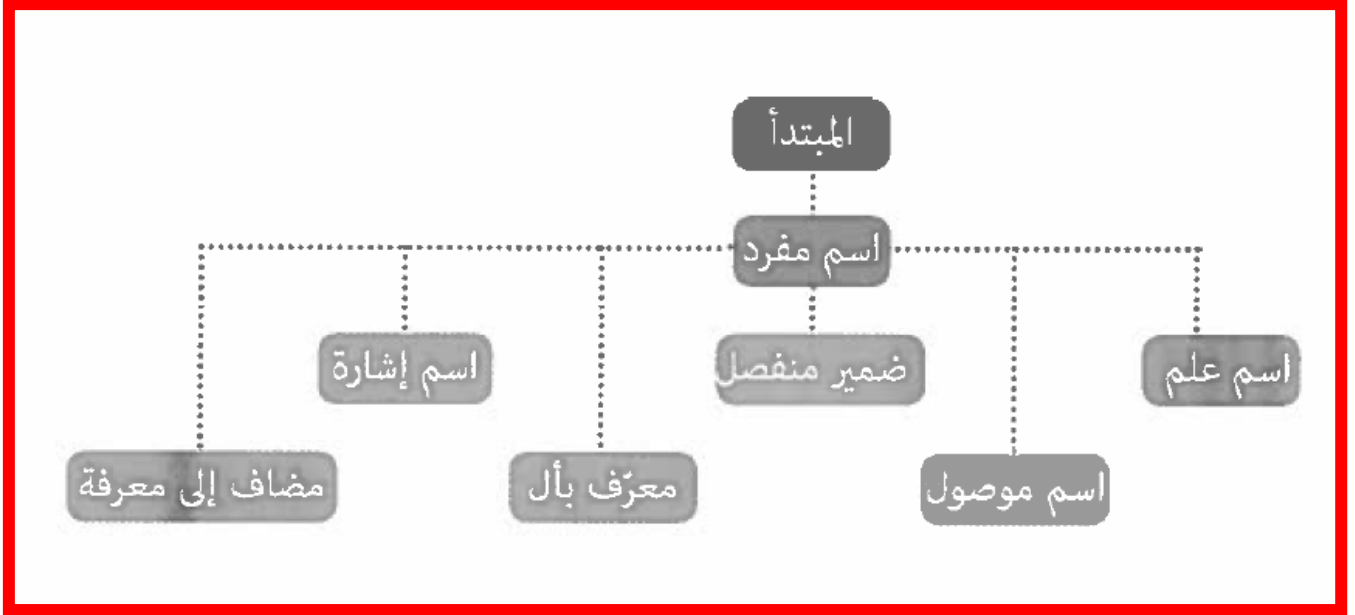 المبتدأ
اسم مفرد
اسم علم
ضمير منفصل
اسم إشارة
اسم موصول
معرّف بأل
مضاف إلى معرفة